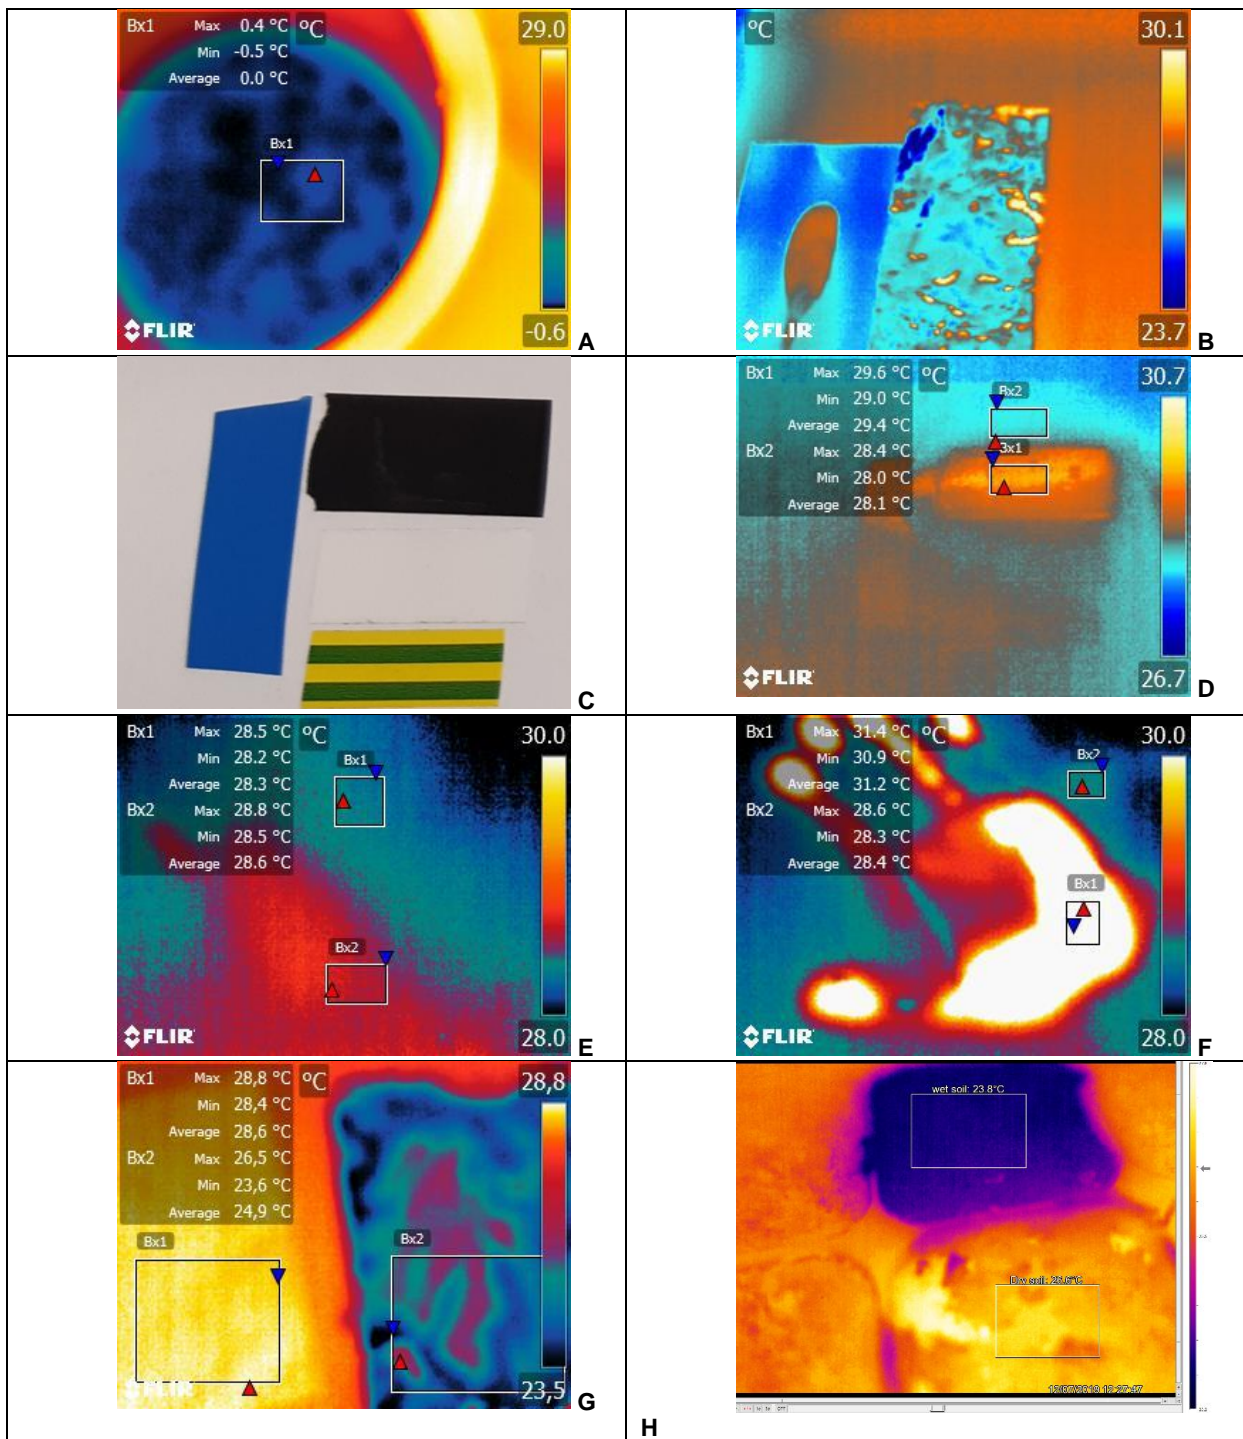 Bx1 Max 0.4 °C °C 29.0
Min -0.5 °C
Average 0.0 °C
Bx1
FLIR -0.6
A
°C 30.1
FLIR 23.7
B
C
Bx1 Max 29.6 °C °C 30.7
Min 29.0 °C
Average 29.4 °C
Bx2 Max 28.4 °C
Min 28.0 °C
Average 28.1 °C
Bx2
Bx1
FLIR 26.7
D
Bx1 Max 28.5 °C °C 30.0
Min 28.2 °C
Average 28.3 °C
Bx2 Max 28.8 °C
Min 28.5 °C
Average 28.6 °C
Bx1
Bx2
FLIR 28.0
E
Bx1 Max 31.4 °C °C 30.0
Min 30.9 °C
Average 31.2 °C
Bx2 Max 28.6 °C
Min 28.3 °C
Average 28.4 °C
Bx2
Bx1
FLIR 28.0
F
Bx1 Max 28,8 °C °C 28,8
Min 28,4 °C
Average 28,6 °C
Bx2 Max 26,5 °C
Min 23,6 °C
Average 24,9 °C
Bx1
Bx2
FLIR 23,5
G
wet soil: 23.8°C
soil: 26.6°C
H